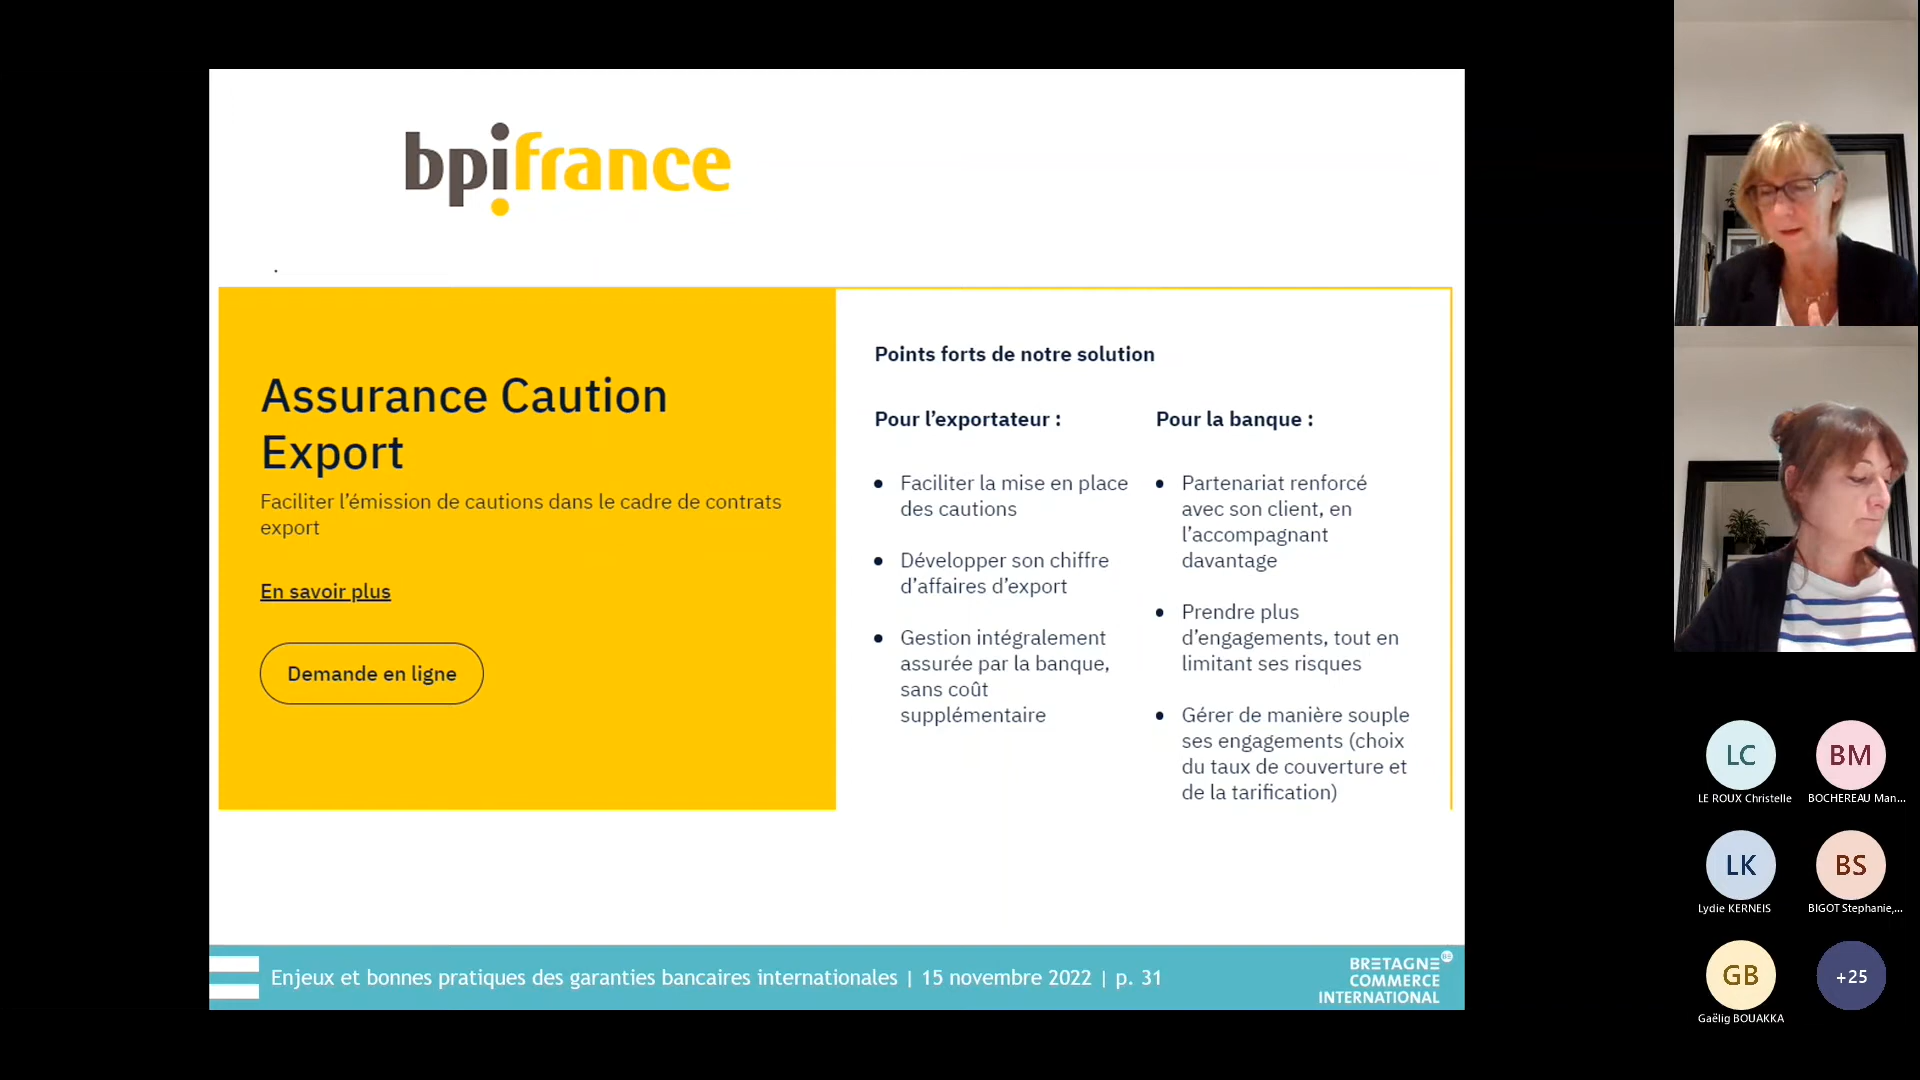 bpifrance
.
Assurance Caution
Export
Faciliter l’émission de cautions dans le cadre de contrats
export
En savoir plus
Demande en ligne
Points forts de notre solution
Pour l’exportateur :
Faciliter la mise en place
des cautions
Développer son chiffre
d’affaires d’export
Gestion intégralement
assurée par la banque,
sans coût
supplémentaire
Pour la banque :
Partenariat renforcé
avec son client, en
l’accompagnant
davantage
Prendre plus
d’engagements, tout en
limitant ses risques
Gérer de manière souple
ses engagements (choix
du taux de couverture et
de la tarification)
Enjeux et bonnes pratiques des garanties bancaires internationales | 15 novembre 2022 | p. 31
BRETAGNE
COMMERCE
INTERNATIONAL
LC
LE ROUX Christelle
BM
BOCHEREAU Man...
LK
Lydie KERNEIS
BS
BIGOT Stephanie,...
GB
Gaëlig BOUAKKA
+25